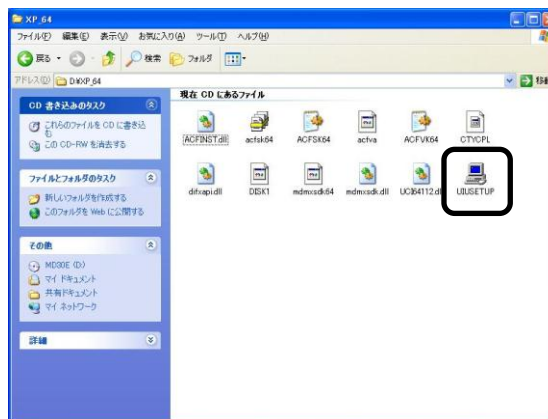 XP_64
ファイル(F) 編集(E) 表示(V) お気に入り(A) ツール(T) ヘルプ(H)
戻る 検索 フォルダ
アドレス(D) D:¥XP_64 移動
CD 書き込みのタスク
これらのファイルを CD に書き込む
この CD-RW を消去する
ファイルとフォルダのタスク
新しいフォルダを作成する
このフォルダを Web に公開する
その他
MD30E (D:)
マイ ドキュメント
共有ドキュメント
マイ ネットワーク
詳細
現在 CD にあるファイル
ACFINST.dll acfsk64 ACFSK64 acfva ACFVK64 CTYCPL
difxapi.dll DISK1 mdmxsdk64 mdmxsdk.dll UCI64112.dll UIUSETUP